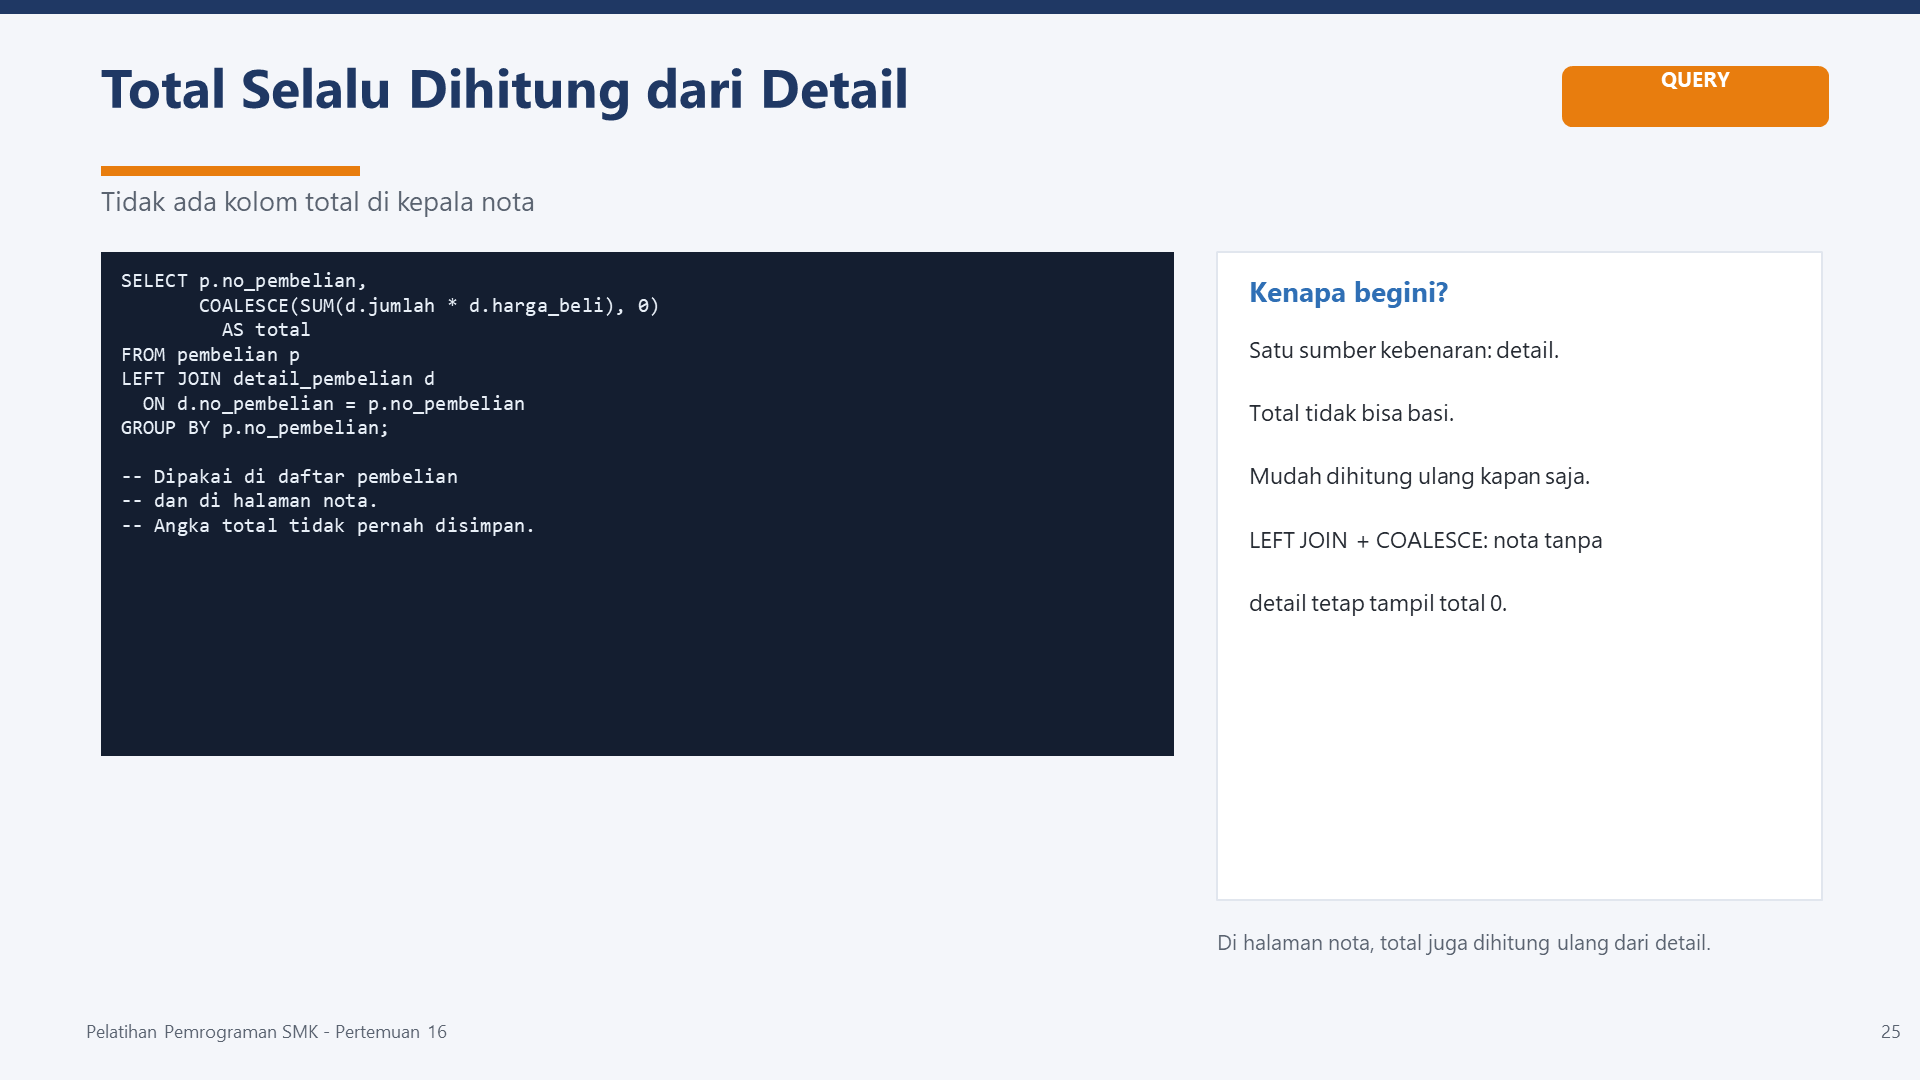 Total Selalu Dihitung dari Detail
QUERY
Tidak ada kolom total di kepala nota
SELECT p.no_pembelian,
       COALESCE(SUM(d.jumlah * d.harga_beli), 0)
         AS total
FROM pembelian p
LEFT JOIN detail_pembelian d
  ON d.no_pembelian = p.no_pembelian
GROUP BY p.no_pembelian;
-- Dipakai di daftar pembelian
-- dan di halaman nota.
-- Angka total tidak pernah disimpan.
Kenapa begini?
Satu sumber kebenaran: detail.
Total tidak bisa basi.
Mudah dihitung ulang kapan saja.
LEFT JOIN + COALESCE: nota tanpa
detail tetap tampil total 0.
Di halaman nota, total juga dihitung ulang dari detail.
Pelatihan Pemrograman SMK - Pertemuan 16
25